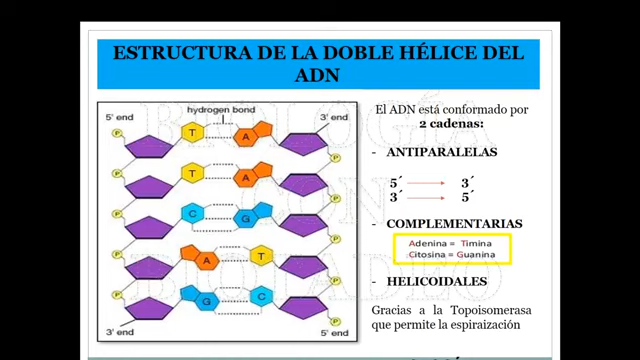 ESTRUCTURA DE LA DOBLE HÉLICE DEL
ADN
hydrogen bond
5' end
3' end
P
T
A
P
P
T
A
P
P
C
G
P
P
A
T
P
P
G
C
P
3' end
5' end
El ADN está conformado por
2 cadenas:
- ANTIPARALELAS
5´ 3´
3´ 5´
- COMPLEMENTARIAS
Adenina = Timina
Citosina = Guanina
- HELICOIDALES
Gracias a la Topoisomerasa
que permite la espiraización